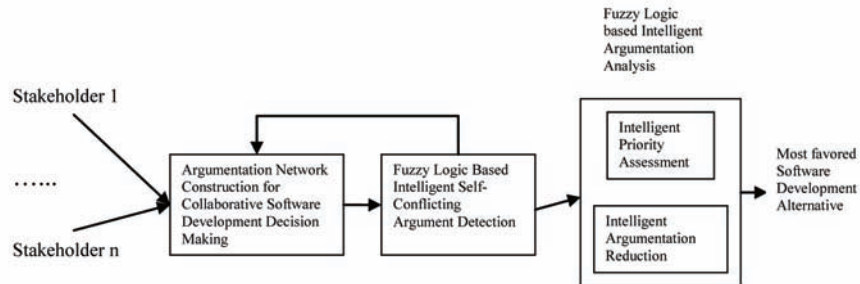 Fuzzy Logic
based Intelligent
Argumentation
Analysis
Stakeholder 1
......
Stakeholder n
Argumentation Network
Construction for
Collaborative Software
Development Decision
Making
Fuzzy Logic Based
Intelligent Self-
Conflicting
Argument Detection
Intelligent
Priority
Assessment
Intelligent
Argumentation
Reduction
Most favored
Software
Development
Alternative